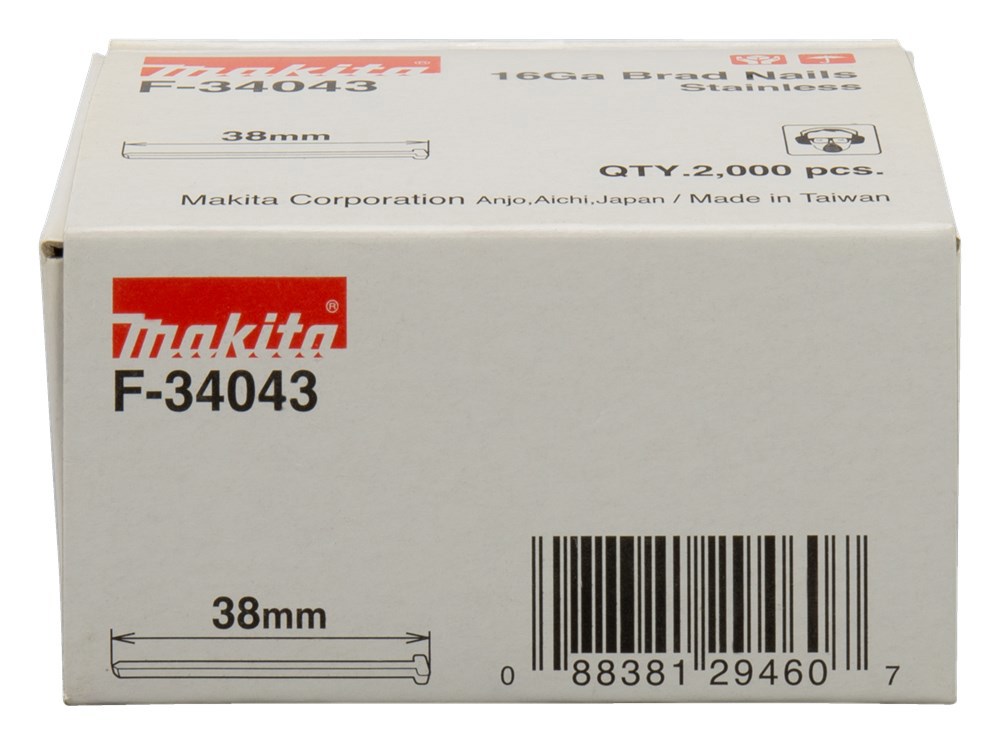 makita®
F-34043
16Ga Brad Nails
Stainless
38mm
QTY.2,000 pcs.
Makita Corporation Anjo,Aichi,Japan / Made in Taiwan
makita®
F-34043
38mm
0 88381 29460 7